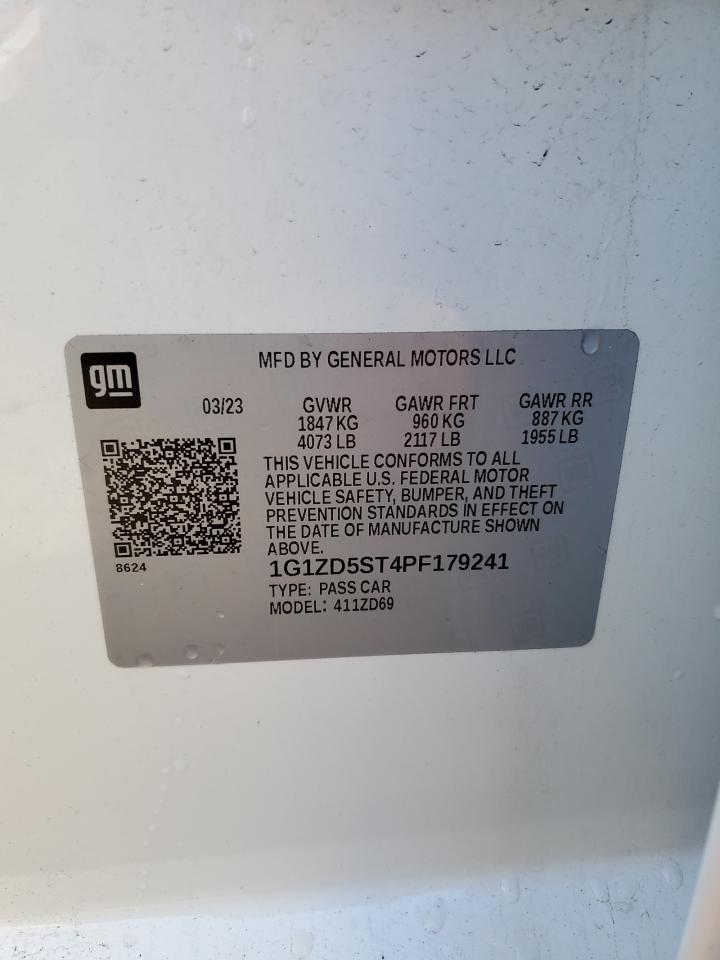 gm
MFD BY GENERAL MOTORS LLC
03/23 GVWR GAWR FRT GAWR RR
1847 KG 960 KG 887 KG
4073 LB 2117 LB 1955 LB
THIS VEHICLE CONFORMS TO ALL
APPLICABLE U.S. FEDERAL MOTOR
VEHICLE SAFETY, BUMPER, AND THEFT
PREVENTION STANDARDS IN EFFECT ON
THE DATE OF MANUFACTURE SHOWN
ABOVE.
8624
1G1ZD5ST4PF179241
TYPE: PASS CAR
MODEL: 411ZD69